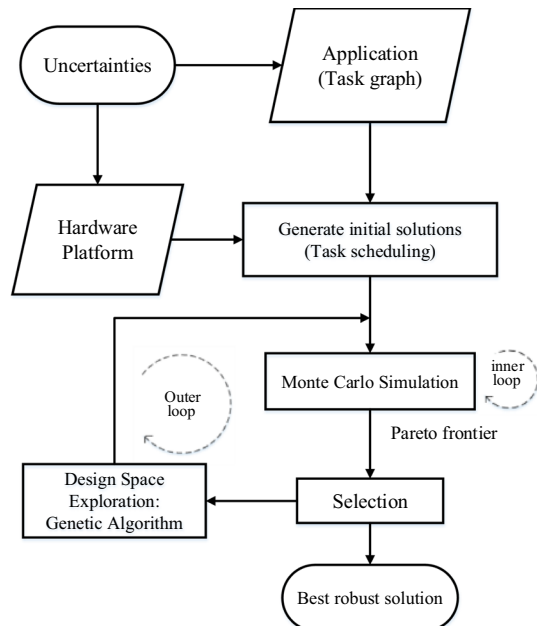 Uncertainties
Application
(Task graph)
Hardware
Platform
Generate initial solutions
(Task scheduling)
Outer
loop
Monte Carlo Simulation
inner
loop
Pareto frontier
Design Space
Exploration:
Genetic Algorithm
Selection
Best robust solution